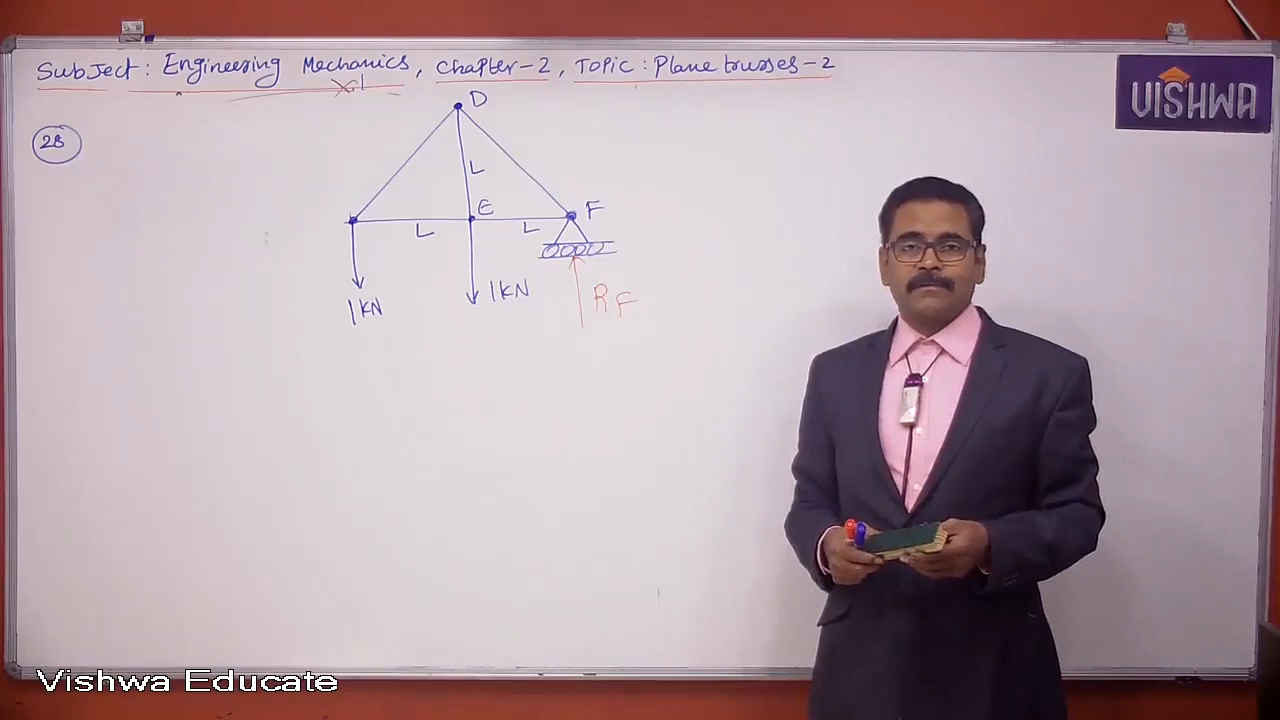 Subject: Engineering Mechanics, Chapter-2, Topic: Plane trusses-2
VISHWA
28
D
L
E
F
L
L
1KN
1KN
RF
Vishwa Educate